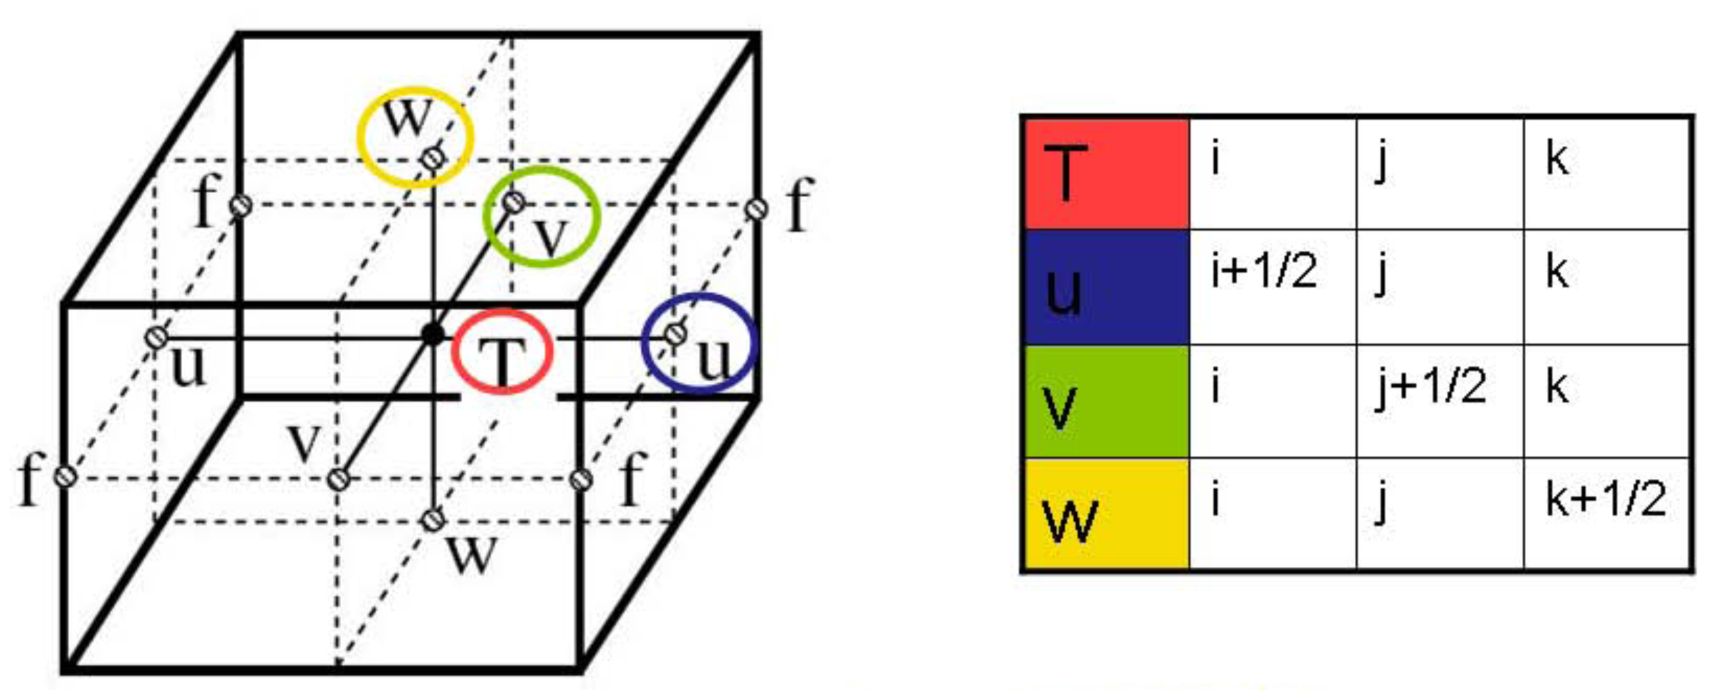 w
f
v
f
u
T
u
v
f
f
w
T i j k
u i+1/2 j k
v i j+1/2 k
w i j k+1/2